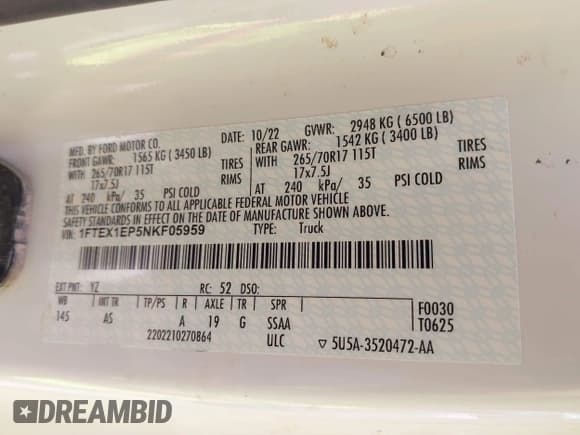 MFD. BY FORD MOTOR CO.
DATE: 10/22 GVWR: 2948 KG ( 6500 LB)
FRONT GAWR: 1565 KG ( 3450 LB)
REAR GAWR: 1542 KG ( 3400 LB)
WITH 265/70R17 115T TIRES
WITH 265/70R17 115T TIRES
17x7.5J RIMS
17x7.5J RIMS
AT 240 kPa/ 35 PSI COLD
AT 240 kPa/ 35 PSI COLD
THIS VEHICLE CONFORMS TO ALL APPLICABLE FEDERAL MOTOR VEHICLE
SAFETY STANDARDS IN EFFECT ON THE DATE OF MANUFACTURE SHOWN ABOVE.
VIN: 1FTEX1EP5NKF05959 TYPE: Truck
EXT PNT: YZ RC: 52 DSO:
WB INT TR TP/PS R AXLE TR SPR
145 AS A 19 G SSAA
F0030
T0625
2202210270864 ULC ▽ 5U5A-3520472-AA
DREAMBID